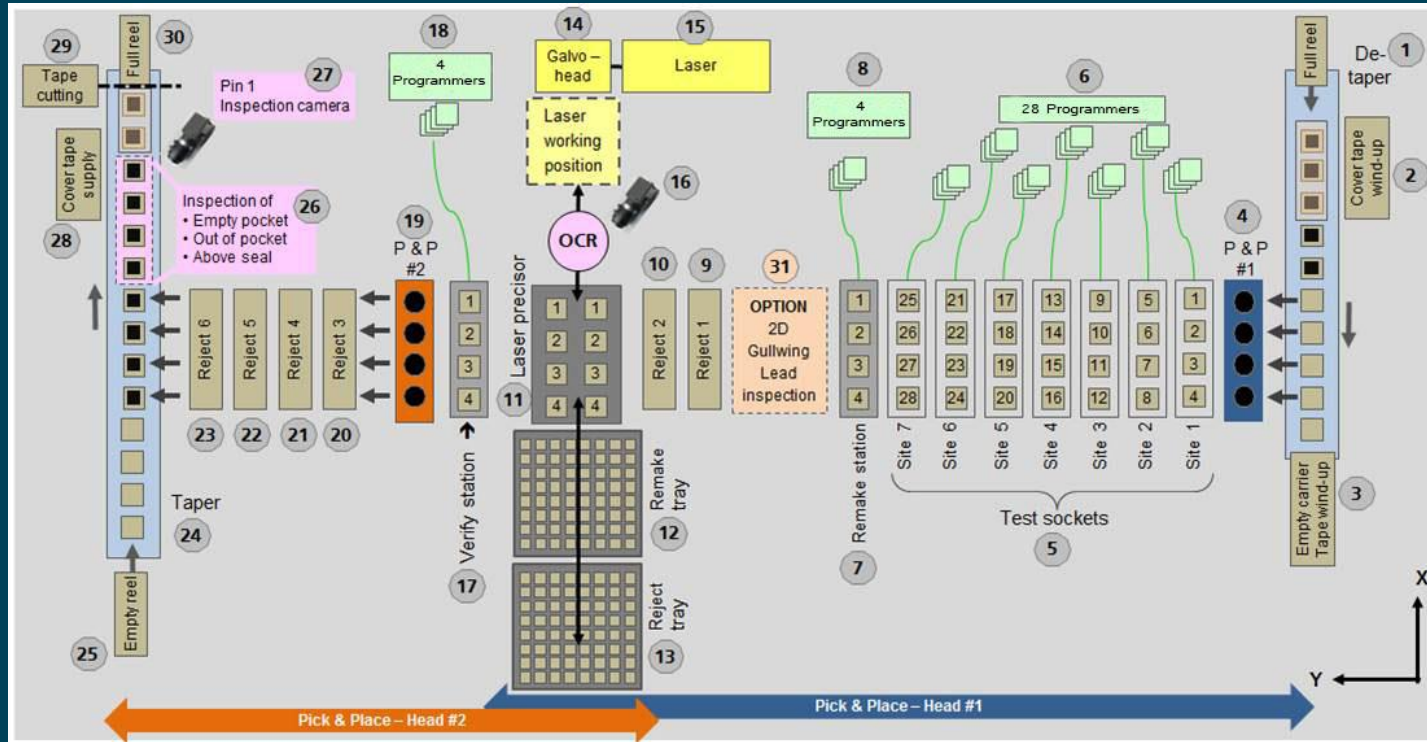 29
30
Full reel
Tape
cutting
Pin 1
Inspection camera
27
18
4
Programmers
14
15
Galvo –
head
Laser
8
4
Programmers
6
28 Programmers
Full reel
De-
taper
1
Cover tape
supply
28
Inspection of
• Empty pocket
• Out of pocket
• Above seal
26
Laser
working
position
16
OCR
19
P & P
#2
4
P & P
#1
Cover tape
wind-up
2
Reject 6
Reject 5
Reject 4
Reject 3
23
22
21
20
1
2
3
4
Verify station →
17
Laser precisor
11
1 1
2 2
3 3
4 4
10
9
Reject 2
Reject 1
31
OPTION
2D
Gullwing
Lead
inspection
1
2
3
4
Remake station
7
25 21 17 13 9 5 1
26 22 18 14 10 6 2
27 23 19 15 11 7 3
28 24 20 16 12 8 4
Site 7
Site 6
Site 5
Site 4
Site 3
Site 2
Site 1
Test sockets
5
Empty carrier
Tape wind-up
3
Taper
24
Empty reel
25
Remake
tray
12
Reject
tray
13
X
Y
Pick & Place – Head #2
Pick & Place – Head #1